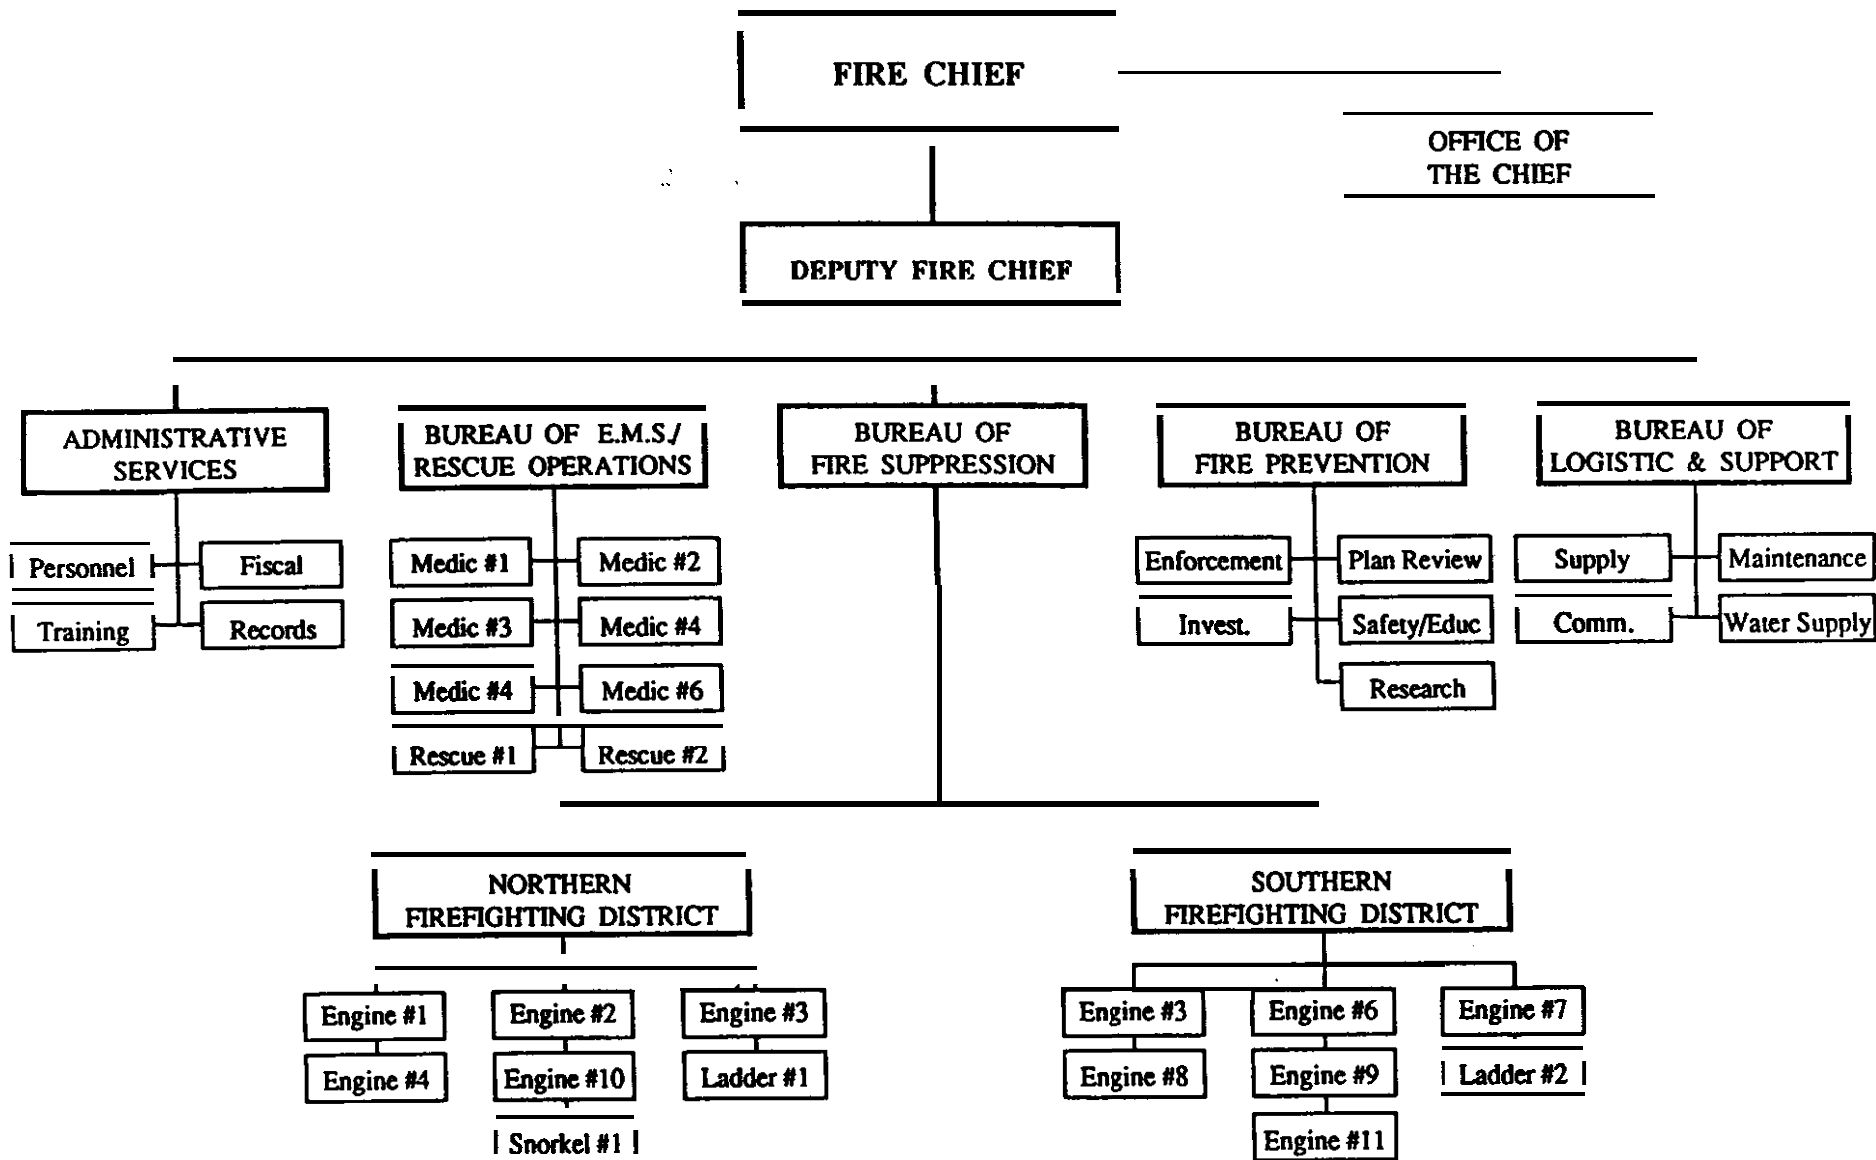 FIRE CHIEF
OFFICE OF
THE CHIEF
DEPUTY FIRE CHIEF
ADMINISTRATIVE
SERVICES
BUREAU OF E.M.S./
RESCUE OPERATIONS
BUREAU OF
FIRE SUPPRESSION
BUREAU OF
FIRE PREVENTION
BUREAU OF
LOGISTIC & SUPPORT
Personnel
Fiscal
Training
Records
Medic #1
Medic #2
Medic #3
Medic #4
Medic #4
Medic #6
Rescue #1
Rescue #2
Enforcement
Plan Review
Invest.
Safety/Educ
Research
Supply
Maintenance
Comm.
Water Supply
NORTHERN
FIREFIGHTING DISTRICT
SOUTHERN
FIREFIGHTING DISTRICT
Engine #1
Engine #2
Engine #3
Engine #4
Engine #10
Ladder #1
Snorkel #1
Engine #3
Engine #6
Engine #7
Engine #8
Engine #9
Ladder #2
Engine #11